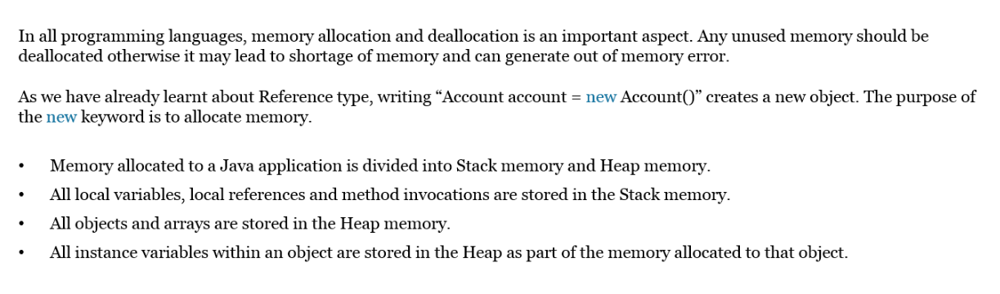 In all programming languages, memory allocation and deallocation is an important aspect. Any unused memory should be
deallocated otherwise it may lead to shortage of memory and can generate out of memory error.
As we have already learnt about Reference type, writing “Account account = new Account()” creates a new object. The purpose of
the new keyword is to allocate memory.
• Memory allocated to a Java application is divided into Stack memory and Heap memory.
• All local variables, local references and method invocations are stored in the Stack memory.
• All objects and arrays are stored in the Heap memory.
• All instance variables within an object are stored in the Heap as part of the memory allocated to that object.